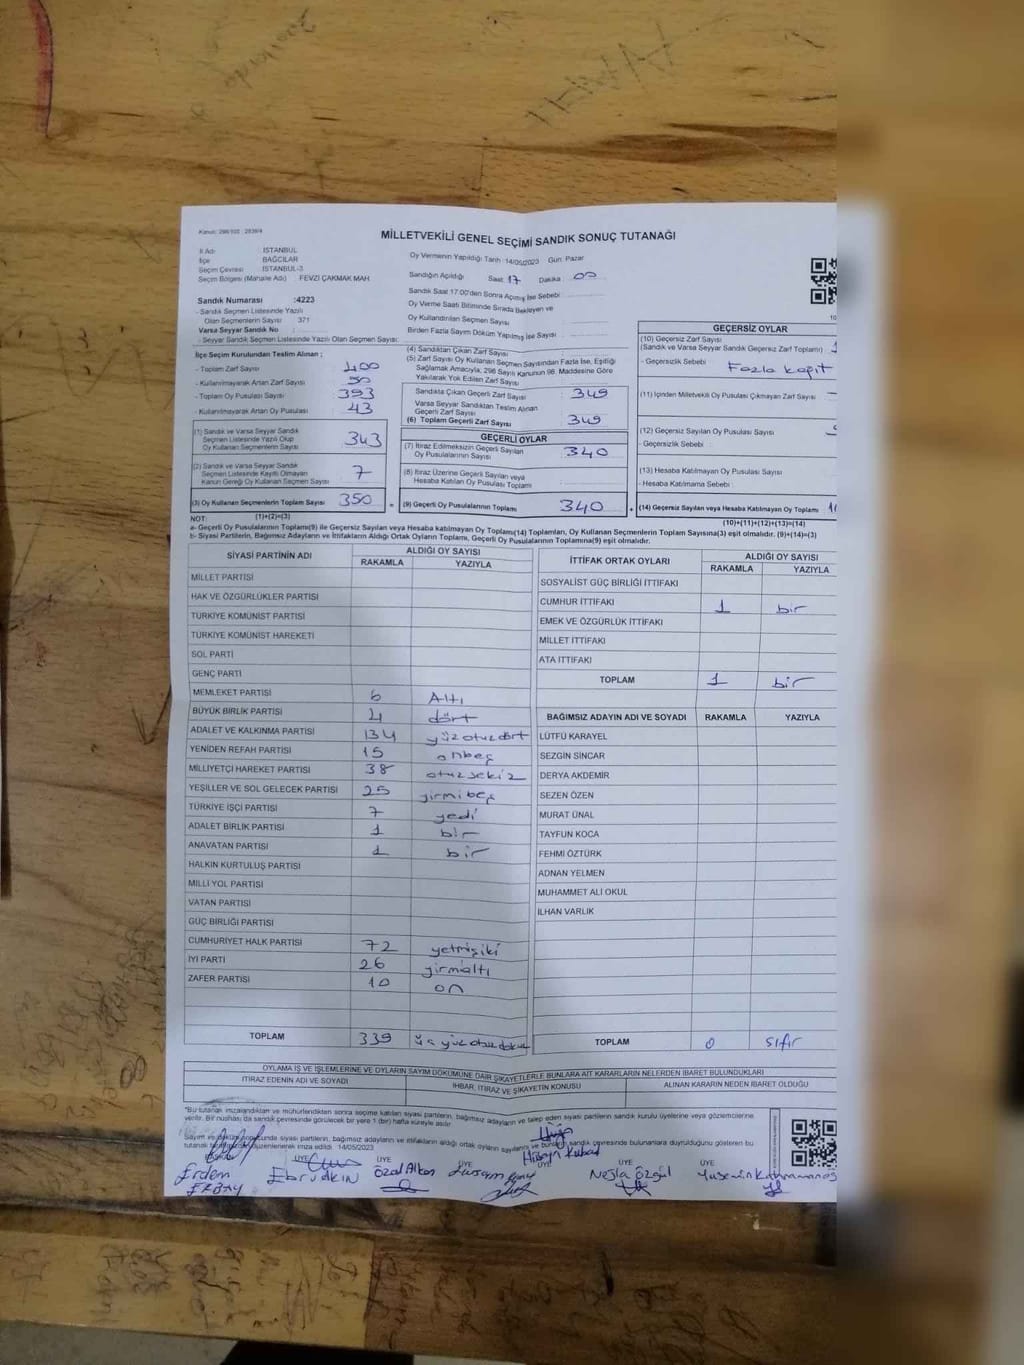 MİLLETVEKİLİ GENEL SEÇİMİ SANDIK SONUÇ TUTANAĞI
İl Adı : İSTANBUL
İlçe : BAĞCILAR
Seçim Çevresi : İSTANBUL-3
Seçim Bölgesi (Mahalle Adı) : FEVZİ ÇAKMAK MAH.
Sandık Numarası :4223
- Sandık Seçmen Listesinde Yazılı
Olan Seçmenlerin Sayısı : 371
Varsa Seyyar Sandık No :
- Seyyar Sandık Seçmen Listesinde Yazılı Olan Seçmen Sayısı:
Oy Vermenin Yapıldığı Tarih : 14/05/2023 Gün: Pazar
Sandığın Açıldığı Saat: 17 Dakika : 00
Sandık Saat 17:00'den Sonra Açılmış İse Sebebi :
Oy Verme Saati Bitiminde Sırada Bekleyen ve
Oy Kullandırılan Seçmen Sayısı :
Birden Fazla Sayım Döküm Yapılmış İse Sayısı :
İlçe Seçim Kurulundan Teslim Alınan ;
- Toplam Zarf Sayısı : 400
- Kullanılmayarak Artan Zarf Sayısı : 50
- Toplam Oy Pusulası Sayısı : 393
- Kullanılmayarak Artan Oy Pusulası : 43
(1) Sandık ve Varsa Seyyar Sandık
Seçmen Listesinde Yazılı Olup
Oy Kullanan Seçmenlerin Sayısı : 343
(2) Sandık ve Varsa Seyyar Sandık
Seçmen Listesinde Kayıtlı Olmayan
Kanun Gereği Oy Kullanan Seçmen Sayısı : 7
(3) Oy Kullanan Seçmenlerin Toplam Sayısı : 350
(1)+(2)=(3)
(4) Sandıktan Çıkan Zarf Sayısı :
(5) Zarf Sayısı Oy Kullanan Seçmen Sayısından Fazla İse, Eşitliği
Sağlamak Amacıyla; 298 Sayılı Kanunun 98. Maddesine Göre
Yakılarak Yok Edilen Zarf Sayısı :
Sandıkta Çıkan Geçerli Zarf Sayısı : 349
Varsa Seyyar Sandıktan Teslim Alınan
Geçerli Zarf Sayısı
(6) Toplam Geçerli Zarf Sayısı : 349
GEÇERLİ OYLAR
(7) İtiraz Edilmeksizin Geçerli Sayılan
Oy Pusulalarının Sayısı : 340
(8) İtiraz Üzerine Geçerli Sayılan veya
Hesaba Katılan Oy Pusulası Toplamı :
(9) Geçerli Oy Pusulalarının Toplamı : 340
GEÇERSİZ OYLAR
(10) Geçersiz Zarf Sayısı
(Sandık ve Varsa Seyyar Sandık Geçersiz Zarf Toplamı) :
- Geçersizlik Sebebi : Fazla kağıt
(11) İçinden Milletvekili Oy Pusulası Çıkmayan Zarf Sayısı :
(12) Geçersiz Sayılan Oy Pusulası Sayısı :
- Geçersizlik Sebebi :
(13) Hesaba Katılmayan Oy Pusulası Sayısı :
- Hesaba Katılmama Sebebi :
(14) Geçersiz Sayılan veya Hesaba Katılmayan Oy Toplamı :
(10)+(11)+(12)+(13)=(14)
NOT:
a- Geçerli Oy Pusulalarının Toplamı(9) ile Geçersiz Sayılan veya Hesaba katılmayan Oy Toplamı(14) Toplamları, Oy Kullanan Seçmenlerin Toplam Sayısına(3) eşit olmalıdır. (9)+(14)=(3)
b- Siyasi Partilerin, Bağımsız Adayların ve İttifakların Aldığı Ortak Oyların Toplamı, Geçerli Oy Pusulalarının Toplamına(9) eşit olmalıdır.
SİYASİ PARTİNİN ADI ALDIĞI OY SAYISI
RAKAMLA YAZIYLA
MİLLET PARTİSİ
HAK VE ÖZGÜRLÜKLER PARTİSİ
TÜRKİYE KOMÜNİST PARTİSİ
TÜRKİYE KOMÜNİST HAREKETİ
SOL PARTİ
GENÇ PARTİ
MEMLEKET PARTİSİ 6 Altı
BÜYÜK BİRLİK PARTİSİ 4 dört
ADALET VE KALKINMA PARTİSİ 134 yüzotuzdört
YENİDEN REFAH PARTİSİ 15 onbeş
MİLLİYETÇİ HAREKET PARTİSİ 38 otuzsekiz
YEŞİLLER VE SOL GELECEK PARTİSİ 25 yirmibeş
TÜRKİYE İŞÇİ PARTİSİ 7 yedi
ADALET BİRLİK PARTİSİ 1 bir
ANAVATAN PARTİSİ 1 bir
HALKIN KURTULUŞ PARTİSİ
MİLLİ YOL PARTİSİ
VATAN PARTİSİ
GÜÇ BİRLİĞİ PARTİSİ
CUMHURİYET HALK PARTİSİ 72 yetmişiki
İYİ PARTİ 26 yirmialtı
ZAFER PARTİSİ 10 on
TOPLAM 339 üçyüzotuzdokuz
İTTİFAK ORTAK OYLARI ALDIĞI OY SAYISI
RAKAMLA YAZIYLA
SOSYALİST GÜÇ BİRLİĞİ İTTİFAKI
CUMHUR İTTİFAKI 1 bir
EMEK VE ÖZGÜRLÜK İTTİFAKI
MİLLET İTTİFAKI
ATA İTTİFAKI
TOPLAM 1 bir
BAĞIMSIZ ADAYIN ADI VE SOYADI RAKAMLA YAZIYLA
LÜTFÜ KARAYEL
SEZGİN SİNCAR
DERYA AKDEMİR
SEZEN ÖZEN
MURAT ÜNAL
TAYFUN KOCA
FEHMİ ÖZTÜRK
ADNAN YELMEN
MUHAMMET ALİ OKUL
İLHAN VARLIK
TOPLAM 0 sıfır
OYLAMA İŞ VE İŞLEMLERİNE VE OYLARIN SAYIM DÖKÜMÜNE DAİR ŞİKAYETLERLE BUNLARA AİT KARARLARIN NELERDEN İBARET BULUNDUKLARI
İTİRAZ EDENİN ADI VE SOYADI
İHBAR, İTİRAZ VE ŞİKAYETİN KONUSU
ALINAN KARARIN NEDEN İBARET OLDUĞU
*Bu tutanak imzalandıktan ve mühürlendikten sonra seçime katılan siyasi partilerin, bağımsız adayların ve talep eden siyasi partilerin sandık kurulu üyelerine veya gözlemcilerine
verilir. Bir nüshası da sandık çevresinde görülecek bir yere 1 (bir) hafta süreyle asılır.
Sayım ve döküm sonucunda siyasi partilerin, bağımsız adayların ve ittifakların aldığı ortak oyların sayılarını ve bunların sandık çevresinde bulunanlara duyrulduğunu gösteren bu
tutanak düzenlenerek imza edildi. 14/05/2023
ÜYE ÜYE ÜYE ÜYE ÜYE ÜYE
Erdem Erbay
Ebru Akın
Özal Alkan
Neşla Özgül